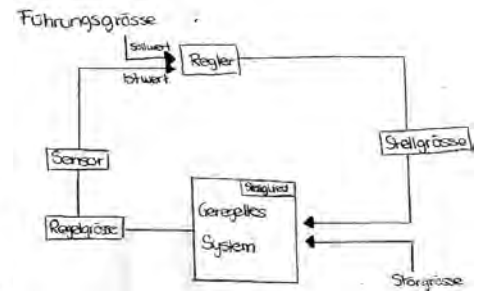 Führungsgrösse
Sollwert
Istwert
Regler
Stellgrösse
Sensor
Stellglied
Geregeltes
System
Regelgrösse
Störgrösse